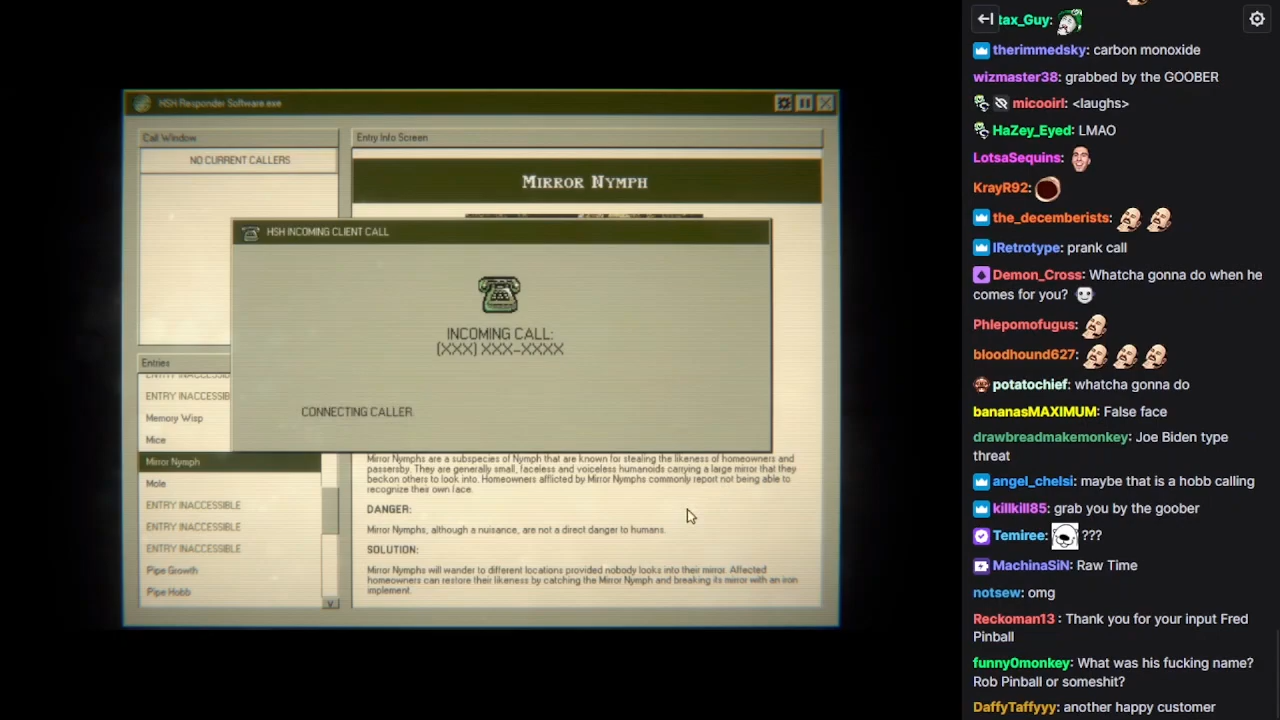 HSH Responder Software.exe
Call Window
NO CURRENT CALLERS
Entry Info Screen
MIRROR NYMPH
HSH INCOMING CLIENT CALL
INCOMING CALL:
(XXX) XXX-XXXX
CONNECTING CALLER.
Entries
ENTRY INACCESSIB
ENTRY INACCESSIB
Memory Wisp
Mice
Mirror Nymph
Mole
ENTRY INACCESSIBLE
ENTRY INACCESSIBLE
ENTRY INACCESSIBLE
Pipe Growth
Pipe Hobb
V
Mirror Nymphs are a subspecies of Nymph that are known for stealing the likeness of homeowners and
passersby. They are generally small, faceless and voiceless humanoids carrying a large mirror that they
beckon others to look into. Homeowners afflicted by Mirror Nymphs commonly report not being able to
recognize their own face.
DANGER:
Mirror Nymphs, although a nuisance, are not a direct danger to humans.
SOLUTION:
Mirror Nymphs will wander to different locations provided nobody looks into their mirror. Affected
homeowners can restore their likeness by catching the Mirror Nymph and breaking its mirror with an iron
implement.
tax_Guy:
therimmedsky: carbon monoxide
wizmaster38: grabbed by the GOOBER
micooirl: <laughs>
HaZey_Eyed: LMAO
LotsaSequins:
KrayR92:
the_decemberists:
IRetrotype: prank call
Demon_Cross: Whatcha gonna do when he
comes for you?
Phlepomofugus:
bloodhound627:
potatochief: whatcha gonna do
bananasMAXIMUM: False face
drawbreadmakemonkey: Joe Biden type
threat
angel_chelsi: maybe that is a hobb calling
killkill85: grab you by the goober
Temiree: ???
MachinaSiN: Raw Time
notsew: omg
Reckoman13 : Thank you for your input Fred
Pinball
funny0monkey: What was his fucking name?
Rob Pinball or someshit?
DaffyTaffyyy: another happy customer